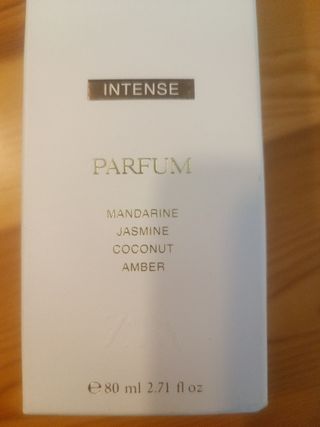 INTENSE
PARFUM
MANDARINE
JASMINE
COCONUT
AMBER
℮80 ml 2.71 fl oz